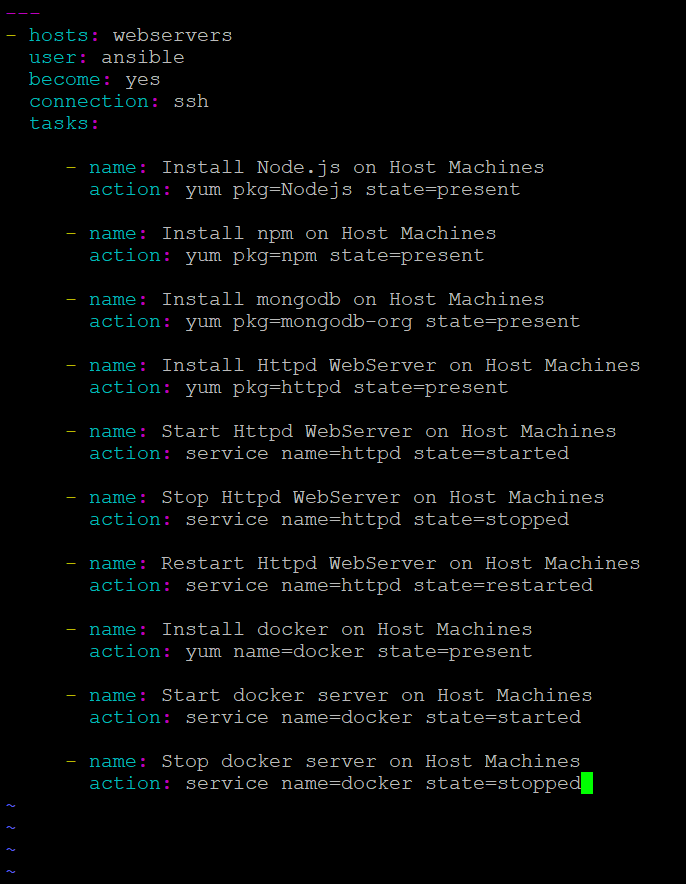 ---
- hosts: webservers
  user: ansible
  become: yes
  connection: ssh
  tasks:

     - name: Install Node.js on Host Machines
       action: yum pkg=Nodejs state=present

     - name: Install npm on Host Machines
       action: yum pkg=npm state=present

     - name: Install mongodb on Host Machines
       action: yum pkg=mongodb-org state=present

     - name: Install Httpd WebServer on Host Machines
       action: yum pkg=httpd state=present

     - name: Start Httpd WebServer on Host Machines
       action: service name=httpd state=started

     - name: Stop Httpd WebServer on Host Machines
       action: service name=httpd state=stopped

     - name: Restart Httpd WebServer on Host Machines
       action: service name=httpd state=restarted

     - name: Install docker on Host Machines
       action: yum name=docker state=present

     - name: Start docker server on Host Machines
       action: service name=docker state=started

     - name: Stop docker server on Host Machines
       action: service name=docker state=stopped
~
~
~
~